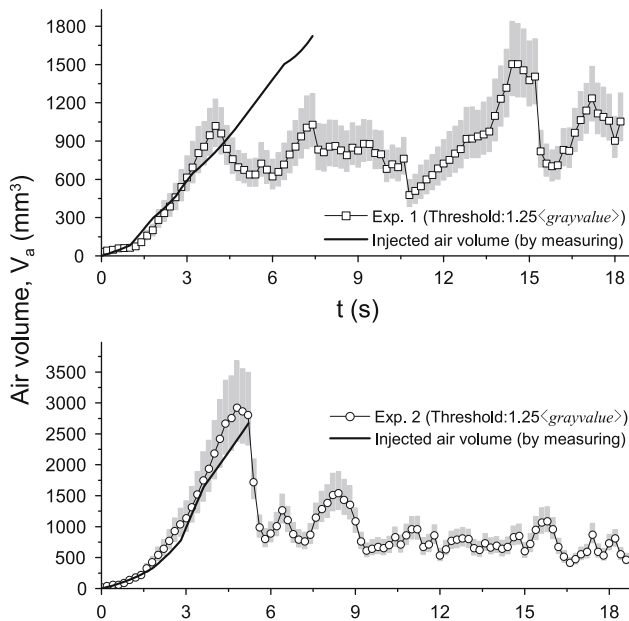 1800
1500
1200
900
600
300
0
Exp. 1 (Threshold:1.25<grayvalue>)
Injected air volume (by measuring)
0 3 6 9 12 15 18
t (s)
Air volume, Va (mm³)
3500
3000
2500
2000
1500
1000
500
0
Exp. 2 (Threshold:1.25<grayvalue>)
Injected air volume (by measuring)
0 3 6 9 12 15 18